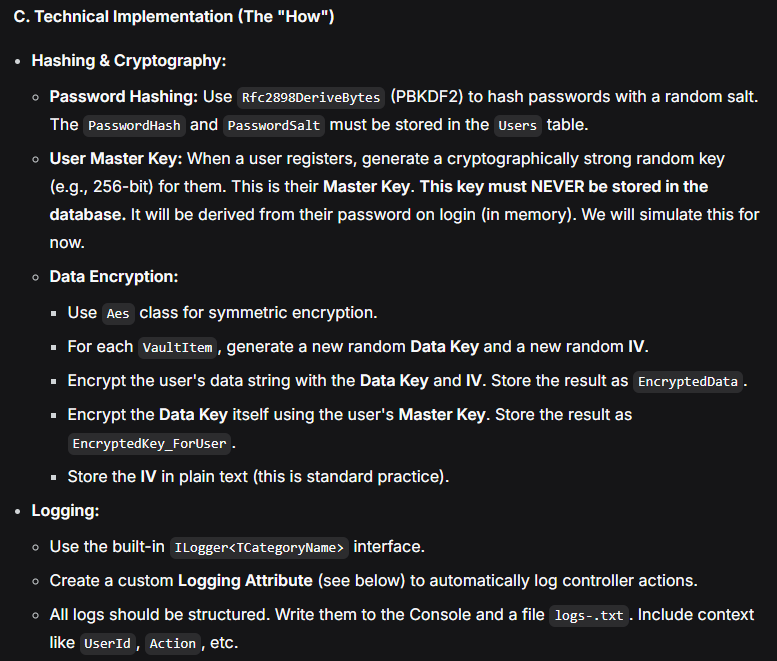 C. Technical Implementation (The "How")
Hashing & Cryptography:
Password Hashing: Use Rfc2898DeriveBytes (PBKDF2) to hash passwords with a random salt.
The PasswordHash and PasswordSalt must be stored in the Users table.
User Master Key: When a user registers, generate a cryptographically strong random key
(e.g., 256-bit) for them. This is their Master Key. This key must NEVER be stored in the
database. It will be derived from their password on login (in memory). We will simulate this for
now.
Data Encryption:
Use Aes class for symmetric encryption.
For each VaultItem, generate a new random Data Key and a new random IV.
Encrypt the user's data string with the Data Key and IV. Store the result as EncryptedData.
Encrypt the Data Key itself using the user's Master Key. Store the result as
EncryptedKey_ForUser.
Store the IV in plain text (this is standard practice).
Logging:
Use the built-in ILogger<TCategoryName> interface.
Create a custom Logging Attribute (see below) to automatically log controller actions.
All logs should be structured. Write them to the Console and a file logs-.txt. Include context
like UserId, Action, etc.